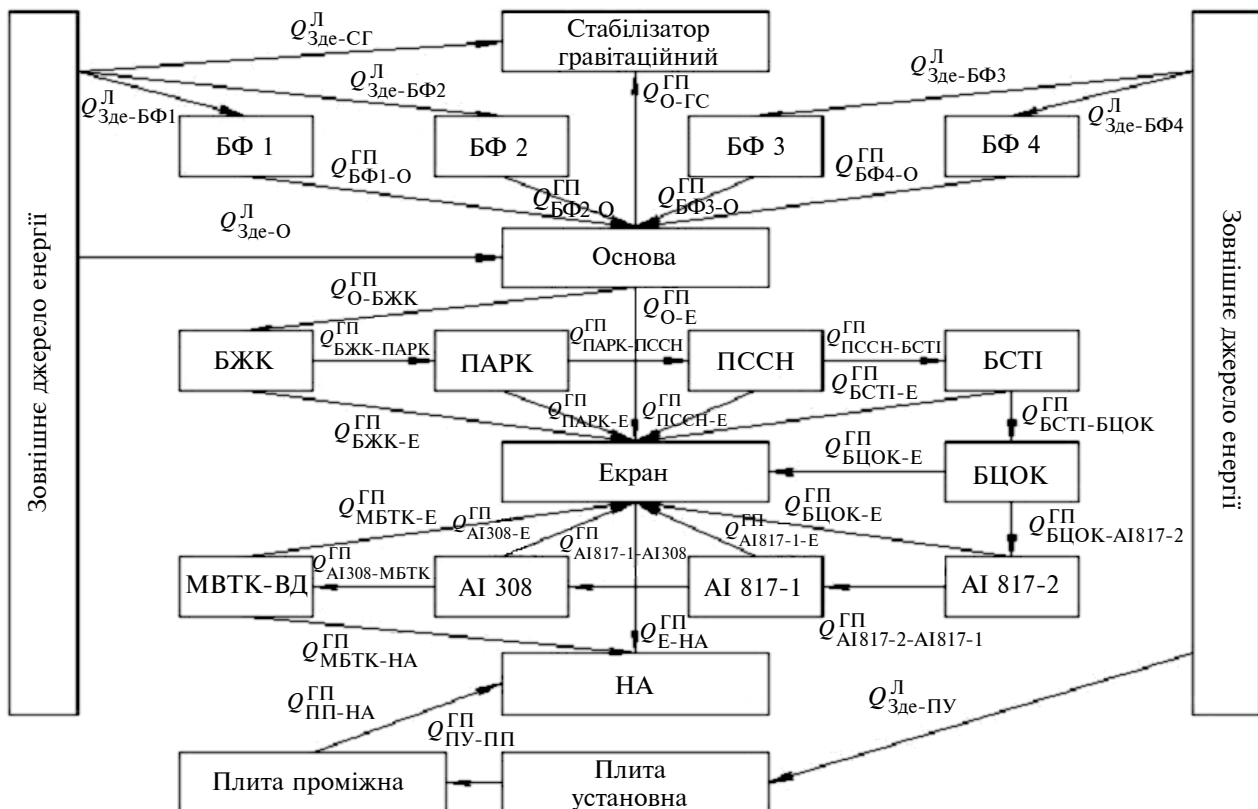 Зовнішнє джерело енергії
Зовнішнє джерело енергії
Q^Л_Зде-СГ
Стабілізатор
гравітаційний
Q^Л_Зде-БФ1
Q^Л_Зде-БФ2
Q^ГП_О-ГС
Q^Л_Зде-БФ3
Q^Л_Зде-БФ4
БФ 1
БФ 2
БФ 3
БФ 4
Q^ГП_БФ1-О
Q^ГП_БФ2-О
Q^ГП_БФ3-О
Q^ГП_БФ4-О
Q^Л_Зде-О
Основа
Q^ГП_О-БЖК
Q^ГП_О-Е
БЖК
Q^ГП_БЖК-ПАРК
ПАРК
Q^ГП_ПАРК-ПССН
ПССН
Q^ГП_ПССН-БСТІ
БСТІ
Q^ГП_БЖК-Е
Q^ГП_ПАРК-Е
Q^ГП_ПССН-Е
Q^ГП_БСТІ-Е
Q^ГП_БСТІ-БЦОК
Екран
Q^ГП_БЦОК-Е
БЦОК
Q^ГП_МБТК-Е
Q^ГП_АІ308-Е
Q^ГП_АІ817-1-АІ308
Q^ГП_АІ817-1-Е
Q^ГП_БЦОК-Е
Q^ГП_БЦОК-АІ817-2
МВТК-ВД
Q^ГП_АІ308-МБТК
АІ 308
АІ 817-1
АІ 817-2
Q^ГП_МБТК-НА
Q^ГП_Е-НА
Q^ГП_АІ817-2-АІ817-1
НА
Q^ГП_ПП-НА
Q^ГП_ПУ-ПП
Q^Л_Зде-ПУ
Плита проміжна
Плита
установна